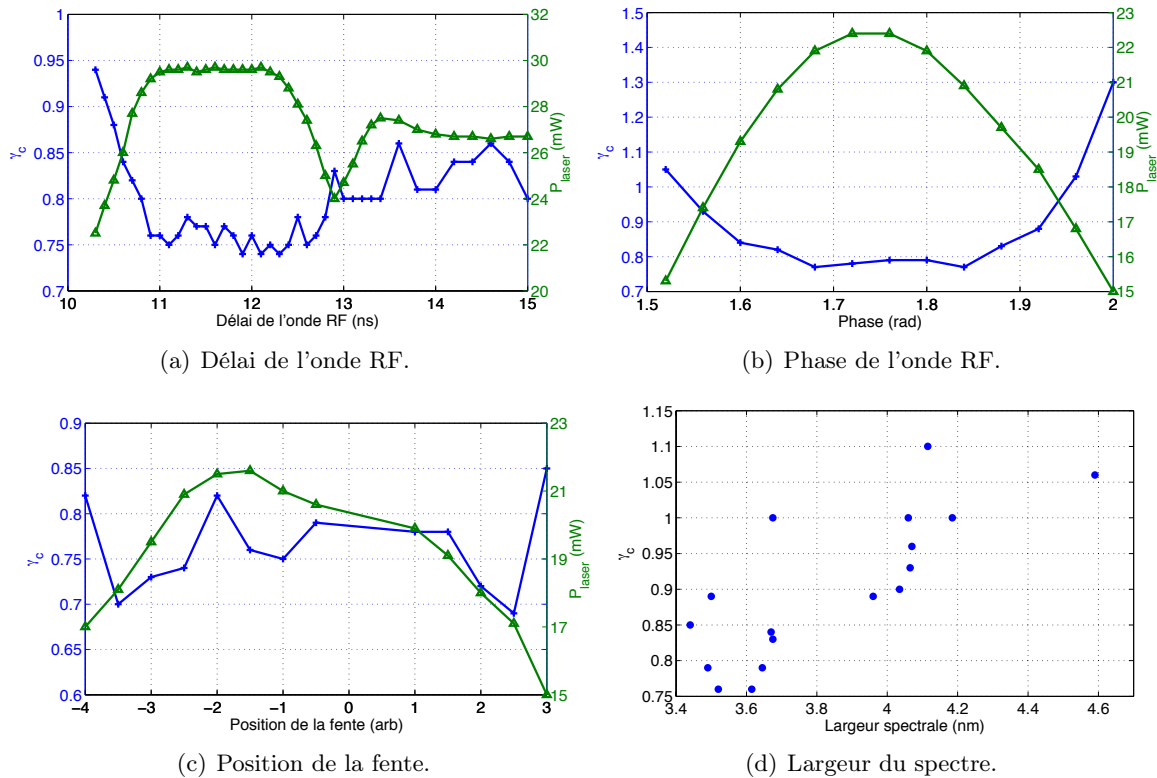 1
0.95
0.9
0.85
0.8
0.75
0.7
γc
10 11 12 13 14 15
Délai de l'onde RF (ns)
32
30
28
26
24
22
20
P_laser (mW)
(a) Délai de l'onde RF.
1.5
1.4
1.3
1.2
1.1
1
0.9
0.8
0.7
γc
1.5 1.6 1.7 1.8 1.9 2
Phase (rad)
23
22
21
20
19
18
17
16
15
P_laser (mW)
(b) Phase de l'onde RF.
0.9
0.85
0.8
0.75
0.7
0.65
0.6
γc
−4 −3 −2 −1 0 1 2 3
Position de la fente (arb)
23
21
19
17
15
P_laser (mW)
(c) Position de la fente.
1.15
1.1
1.05
1
0.95
0.9
0.85
0.8
0.75
γc
3.4 3.6 3.8 4 4.2 4.4 4.6
Largeur spectrale (nm)
(d) Largeur du spectre.